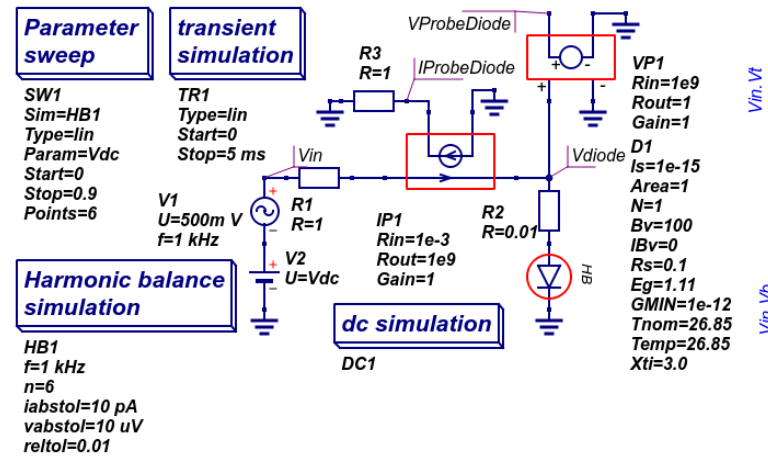 Parameter
sweep
SW1
Sim=HB1
Type=lin
Param=Vdc
Start=0
Stop=0.9
Points=6
transient
simulation
TR1
Type=lin
Start=0
Stop=5 ms
Harmonic balance
simulation
HB1
f=1 kHz
n=6
iabstol=10 pA
vabstol=10 uV
reltol=0.01
V1
U=500m V
f=1 kHz
+
−
V2
U=Vdc
+
−
Vin
R1
R=1
R3
R=1
IProbeDiode
IP1
Rin=1e-3
Rout=1e9
Gain=1
dc simulation
DC1
VProbeDiode
+
-
+
-
VP1
Rin=1e9
Rout=1
Gain=1
Vdiode
R2
R=0.01
HB
D1
Is=1e-15
Area=1
N=1
Bv=100
IBv=0
Rs=0.1
Eg=1.11
GMIN=1e-12
Tnom=26.85
Temp=26.85
Xti=3.0
Vin.Vt
Vin.Vb